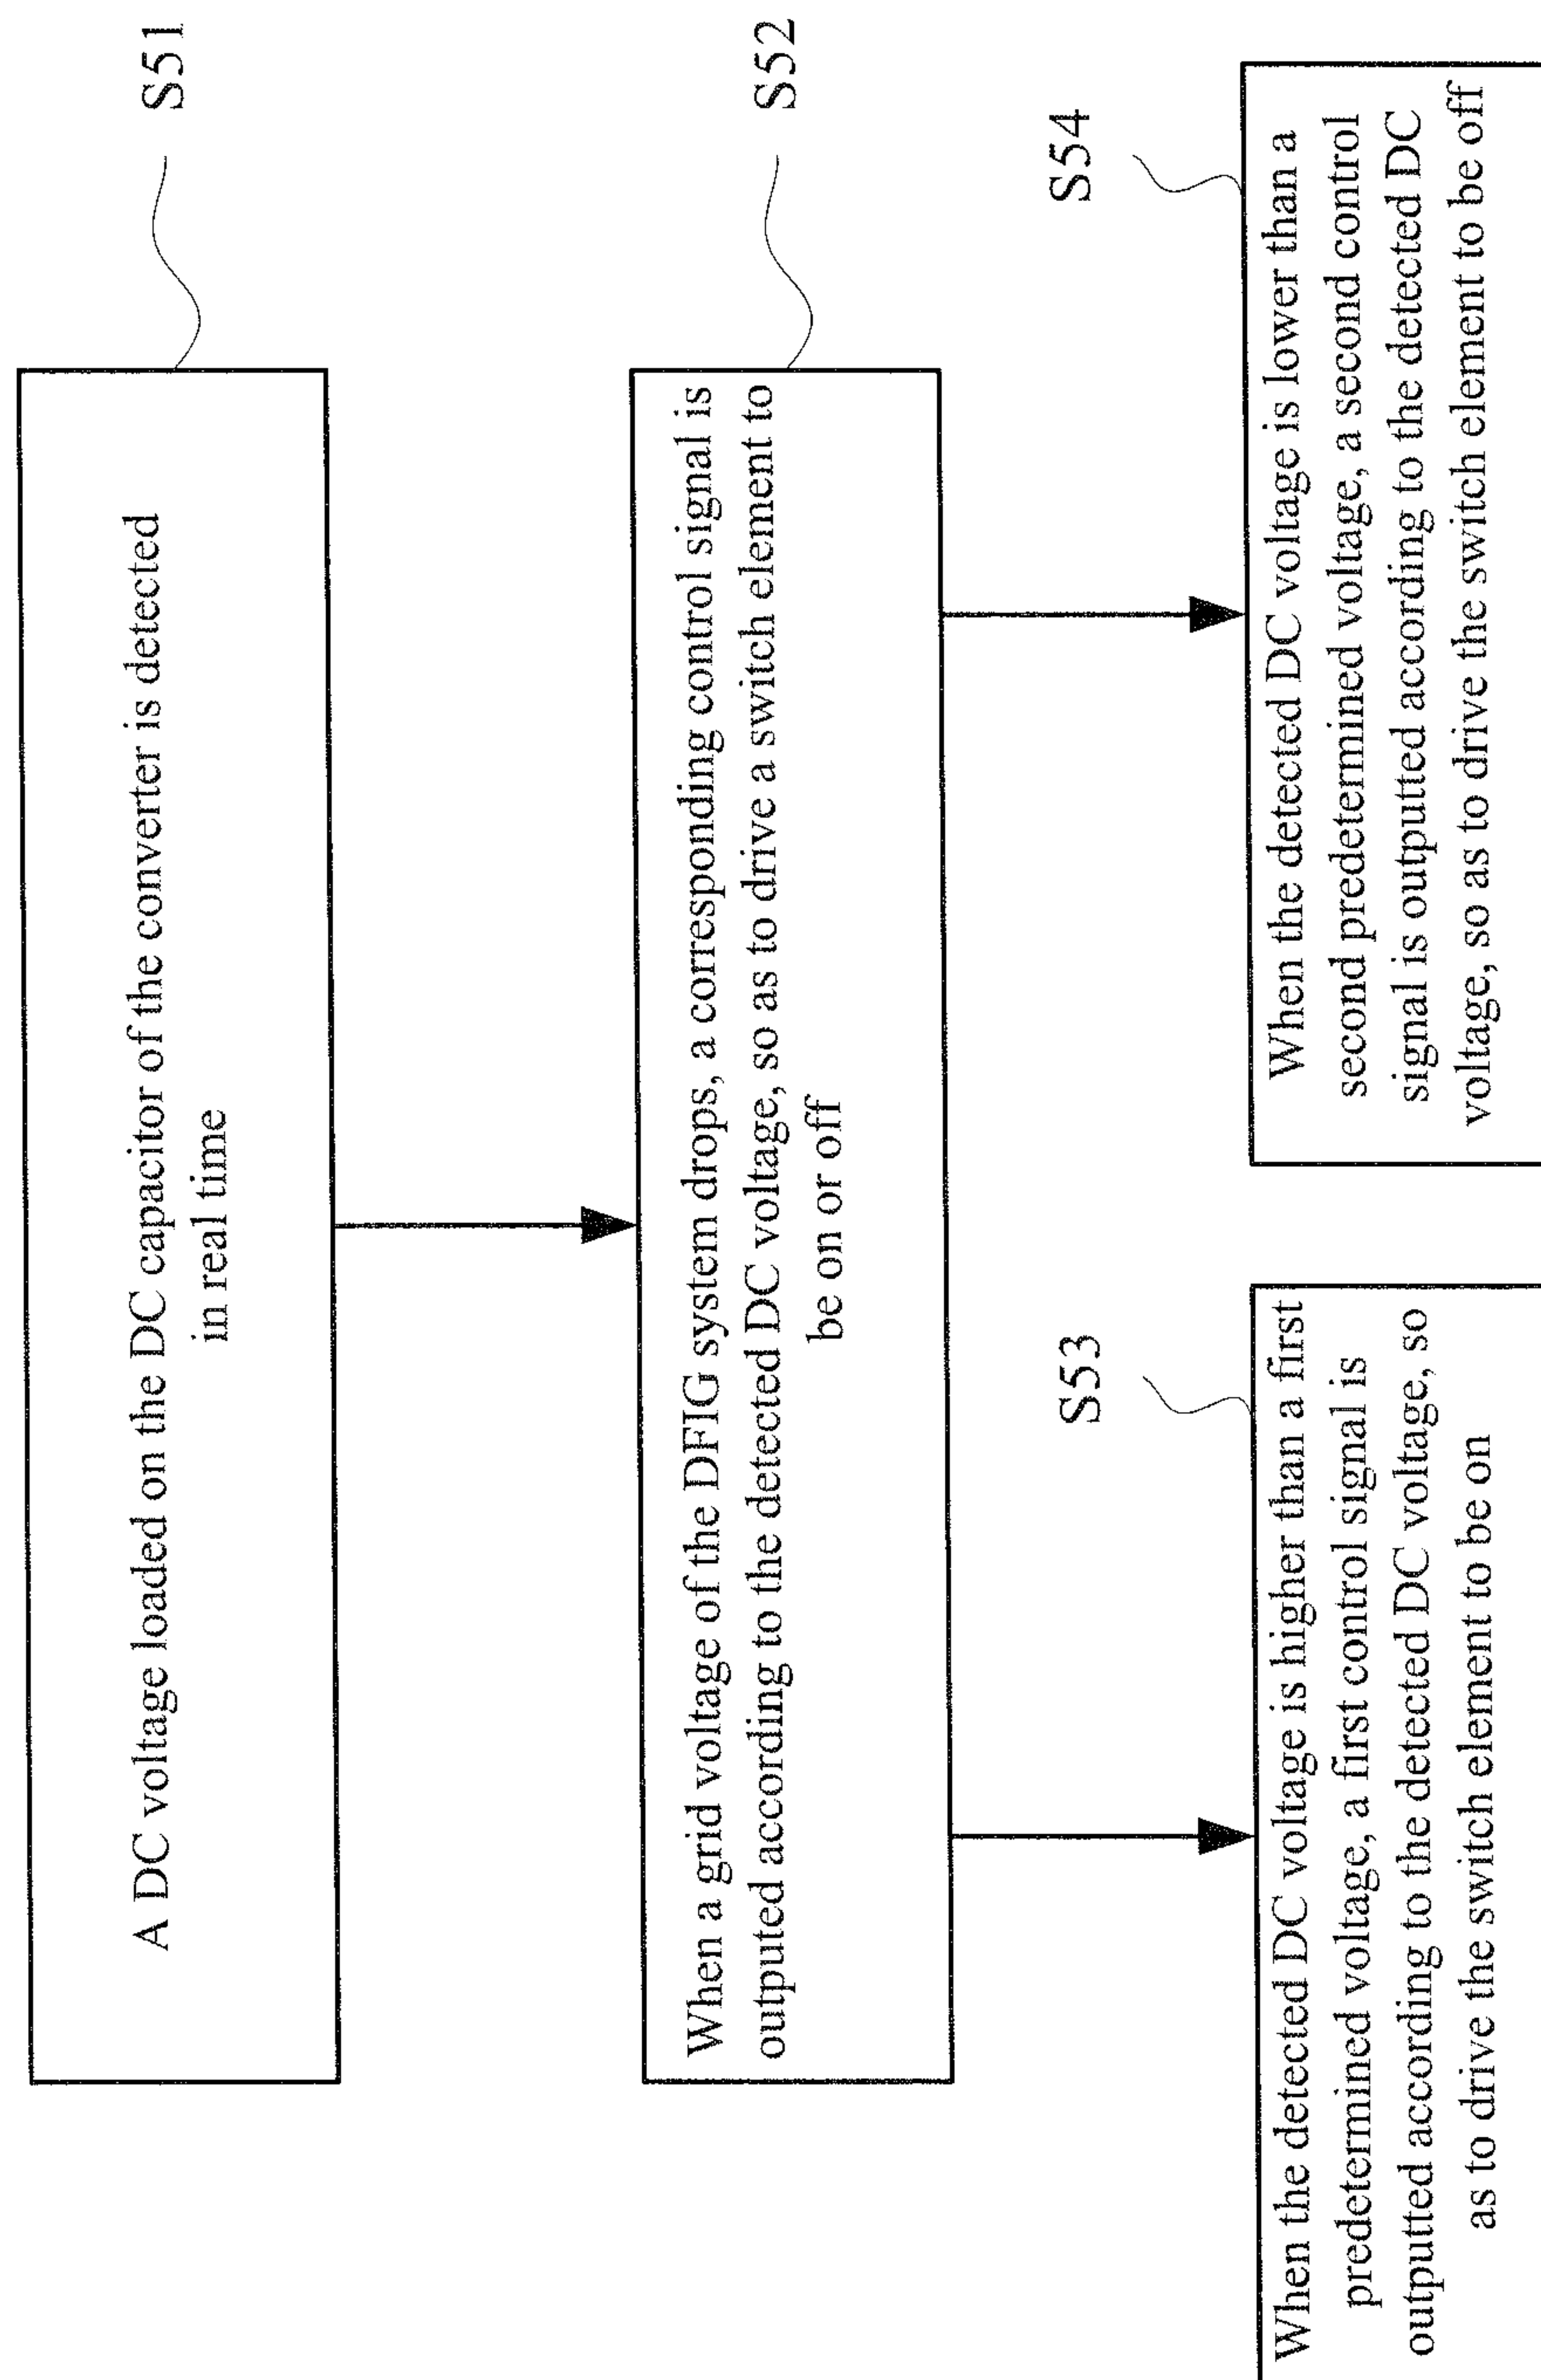 S51
A DC voltage loaded on the DC capacitor of the converter is detected
in real time
S52
When a grid voltage of the DFIG system drops, a corresponding control signal is
outputed according to the detected DC voltage, so as to drive a switch element to
be on or off
S53
When the detected DC voltage is higher than a first
predetermined voltage, a first control signal is
outputted according to the detected DC voltage, so
as to drive the switch element to be on
S54
When the detected DC voltage is lower than a
second predetermined voltage, a second control
signal is outputted according to the detected DC
voltage, so as to drive the switch element to be off